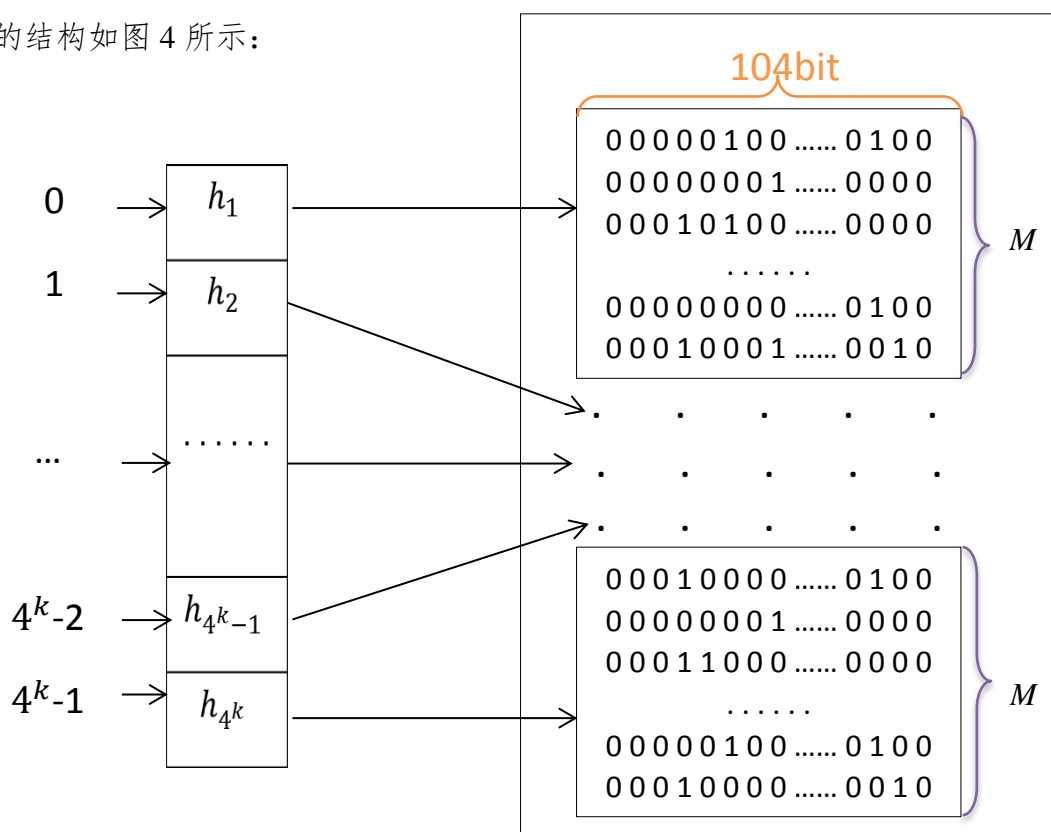 的结构如图 4 所示：
104bit
0 0 0 0 0 1 0 0 ...... 0 1 0 0
0 0 0 0 0 0 0 1 ...... 0 0 0 0
0 0 0 1 0 1 0 0 ...... 0 0 0 0
. . . . . .
0 0 0 0 0 0 0 0 ...... 0 1 0 0
0 0 0 1 0 0 0 1 ...... 0 0 1 0
M
0
h₁
1
h₂
...
. . . . . .
4ᵏ-2
h_{4ᵏ−1}
4ᵏ-1
h_{4ᵏ}
. . . . .
. . . . .
. . . . .
0 0 0 1 0 0 0 0 ...... 0 1 0 0
0 0 0 0 0 0 0 1 ...... 0 0 0 0
0 0 0 1 1 0 0 0 ...... 0 0 0 0
. . . . . .
0 0 0 0 0 1 0 0 ...... 0 1 0 0
0 0 0 1 0 0 0 0 ...... 0 0 1 0
M